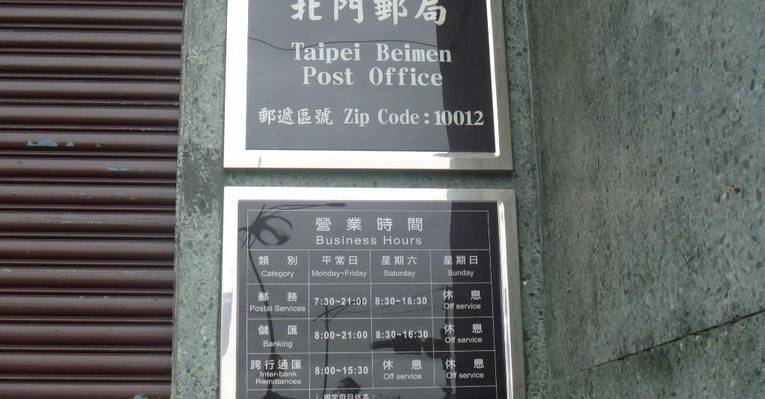 北門郵局
Taipei Beimen
Post Office
郵遞區號 Zip Code:10012
營業時間
Business Hours
類別 平常日 星期六 星期日
Category Monday~Friday Saturday Sunday
郵務 7:30~21:00 8:30~16:30 休息
Postal Services Off service
儲匯 8:00~21:00 8:30~16:30 休息
Banking Off service
跨行通匯 8:00~15:30 休息 休息
Inter-bank Remittances Off service Off service